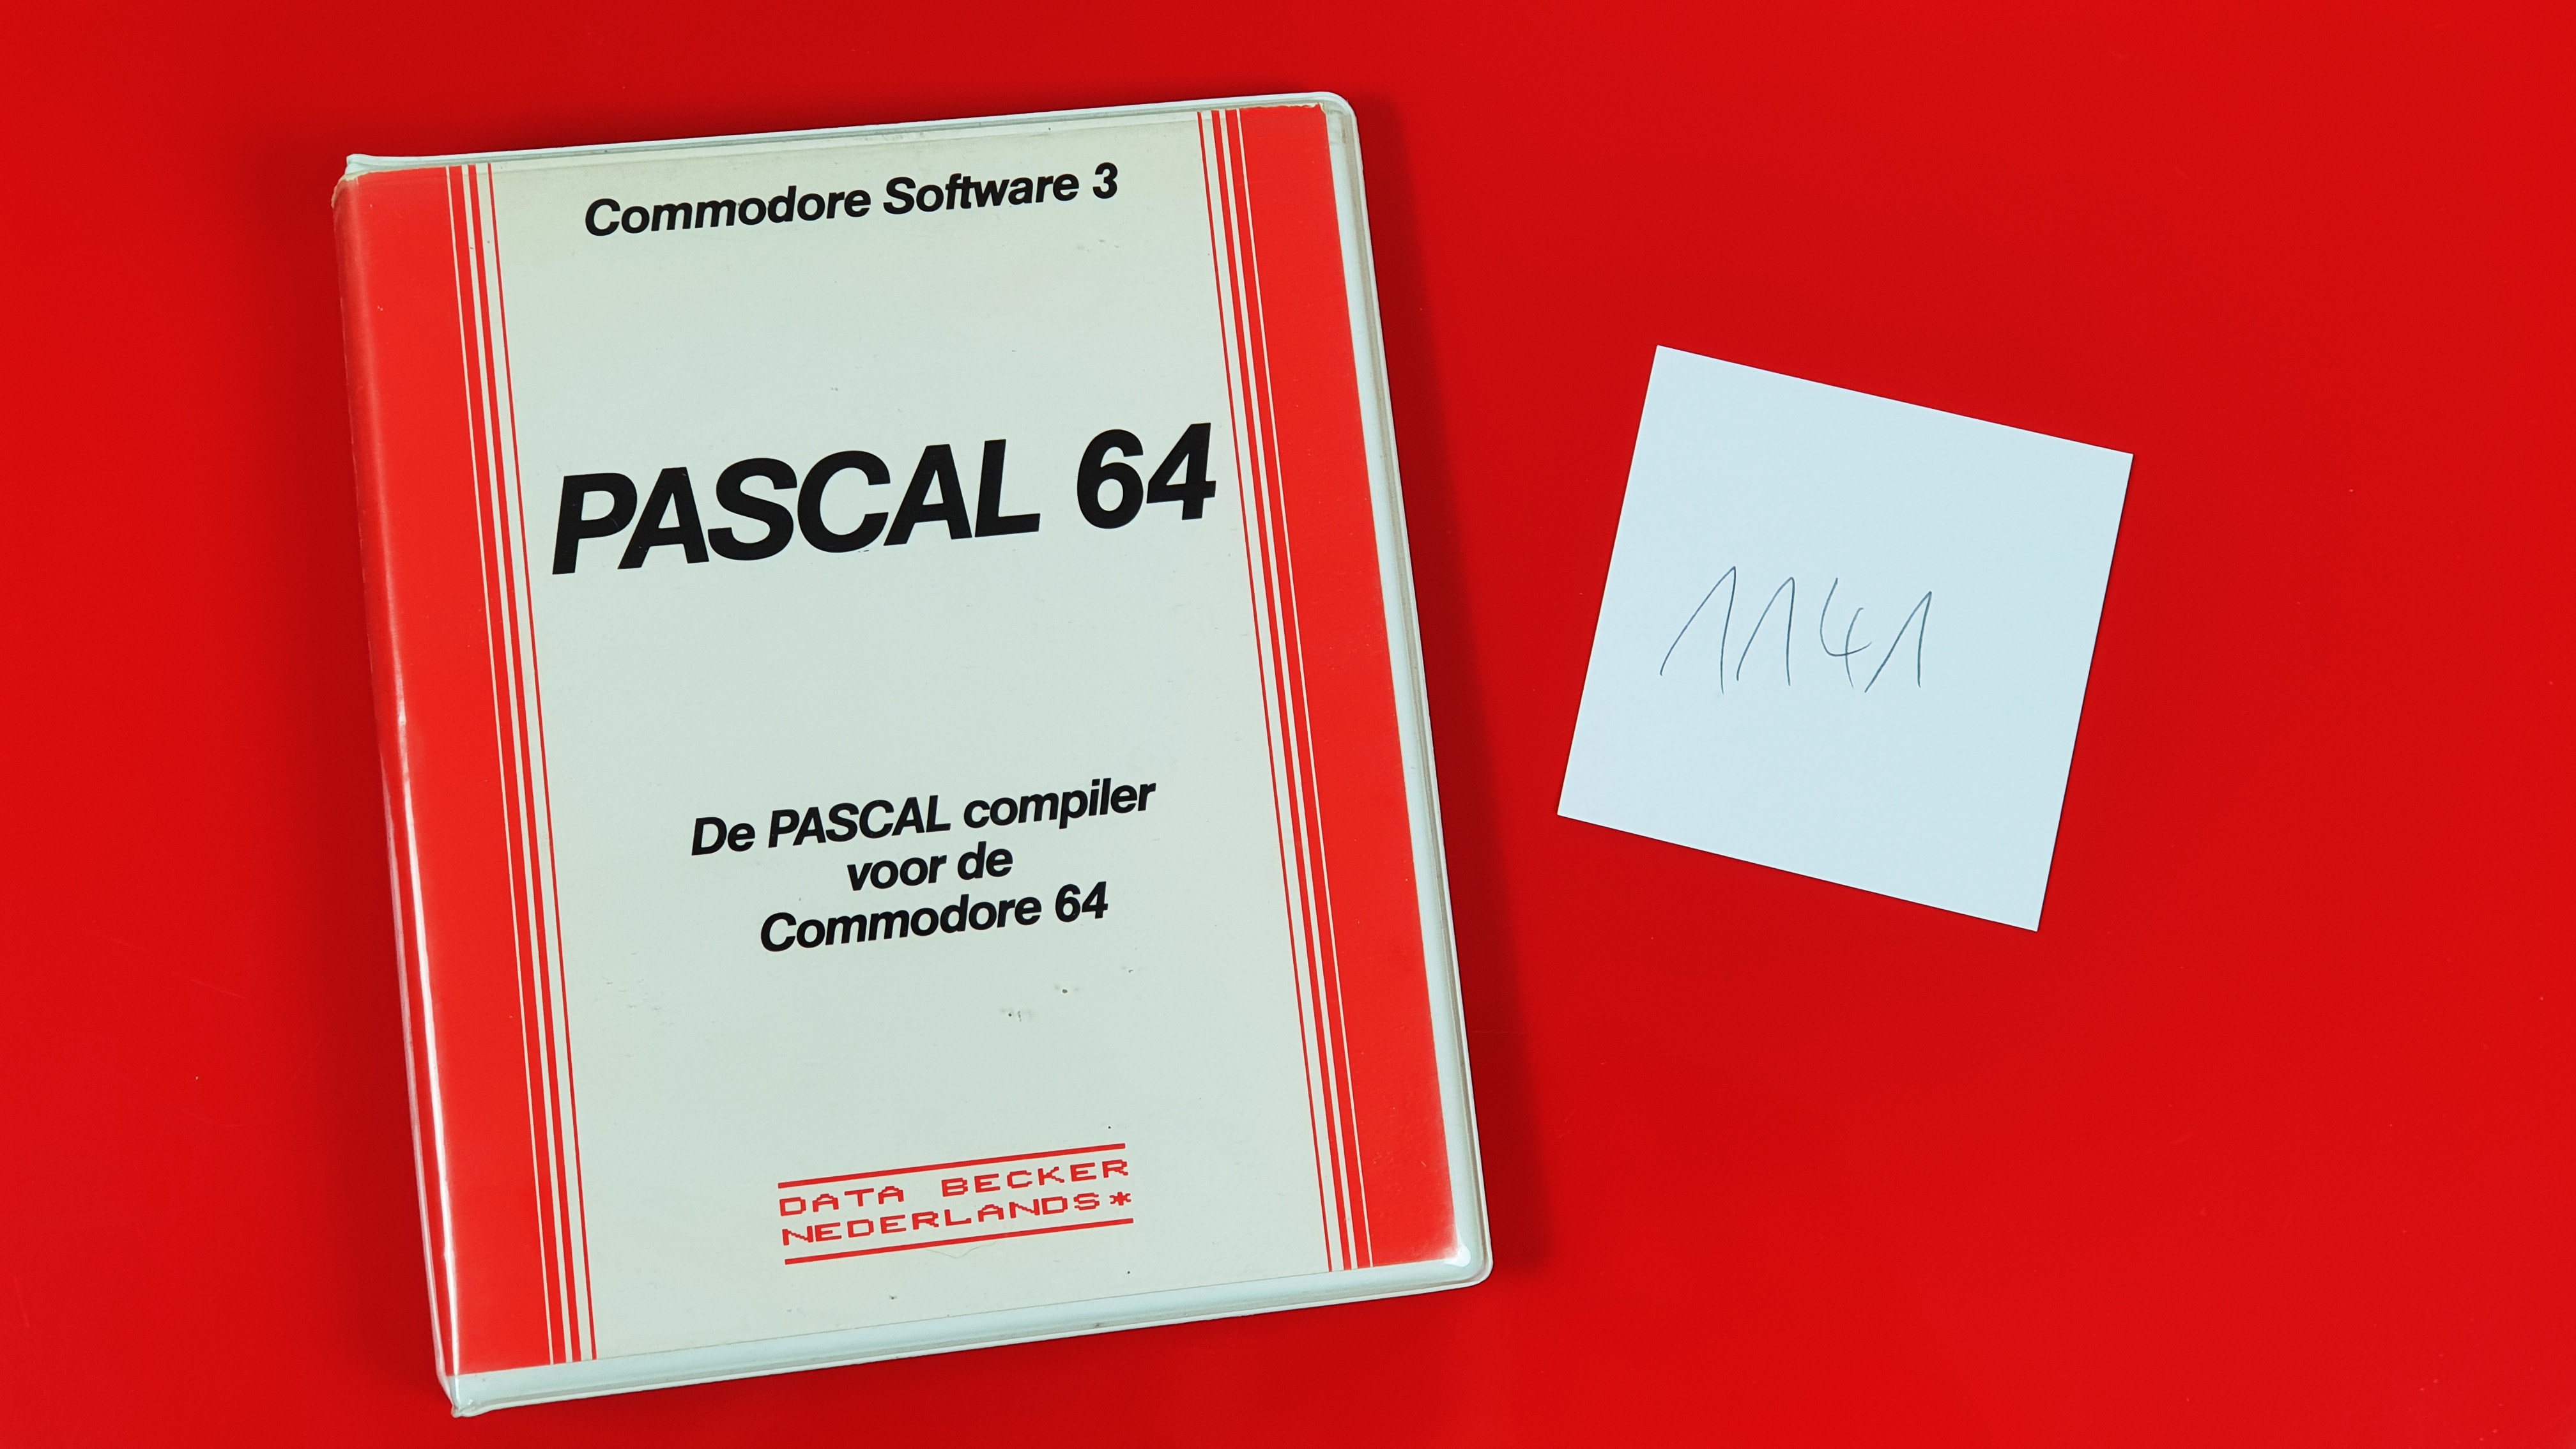 Commodore Software 3
PASCAL 64
De PASCAL compiler
voor de
Commodore 64
DATA BECKER
NEDERLANDS*
1141